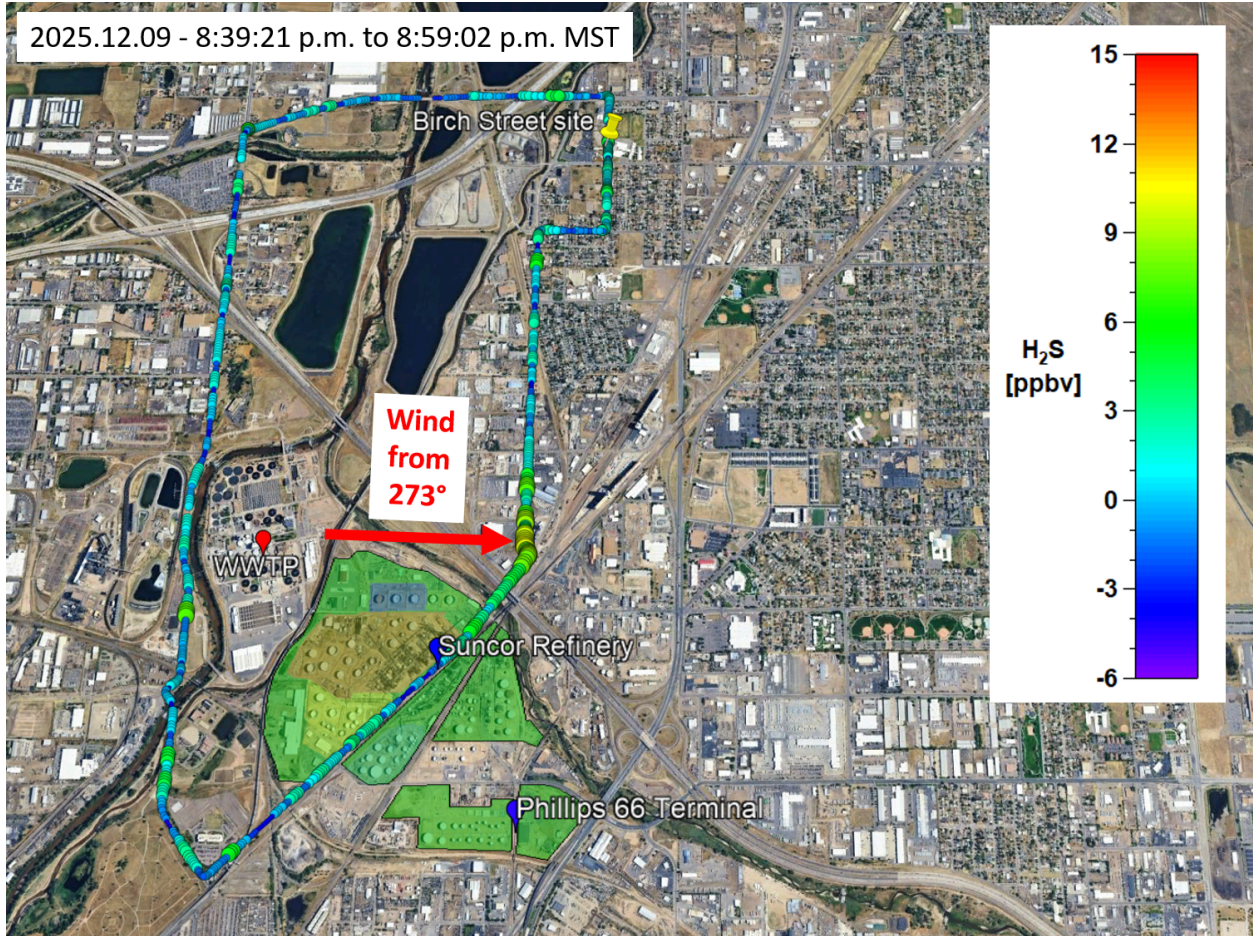 2025.12.09 - 8:39:21 p.m. to 8:59:02 p.m. MST
Birch Street site
Wind
from
273°
WWTP
Suncor Refinery
Phillips 66 Terminal
15
12
9
6
3
0
-3
-6
H₂S
[ppbv]